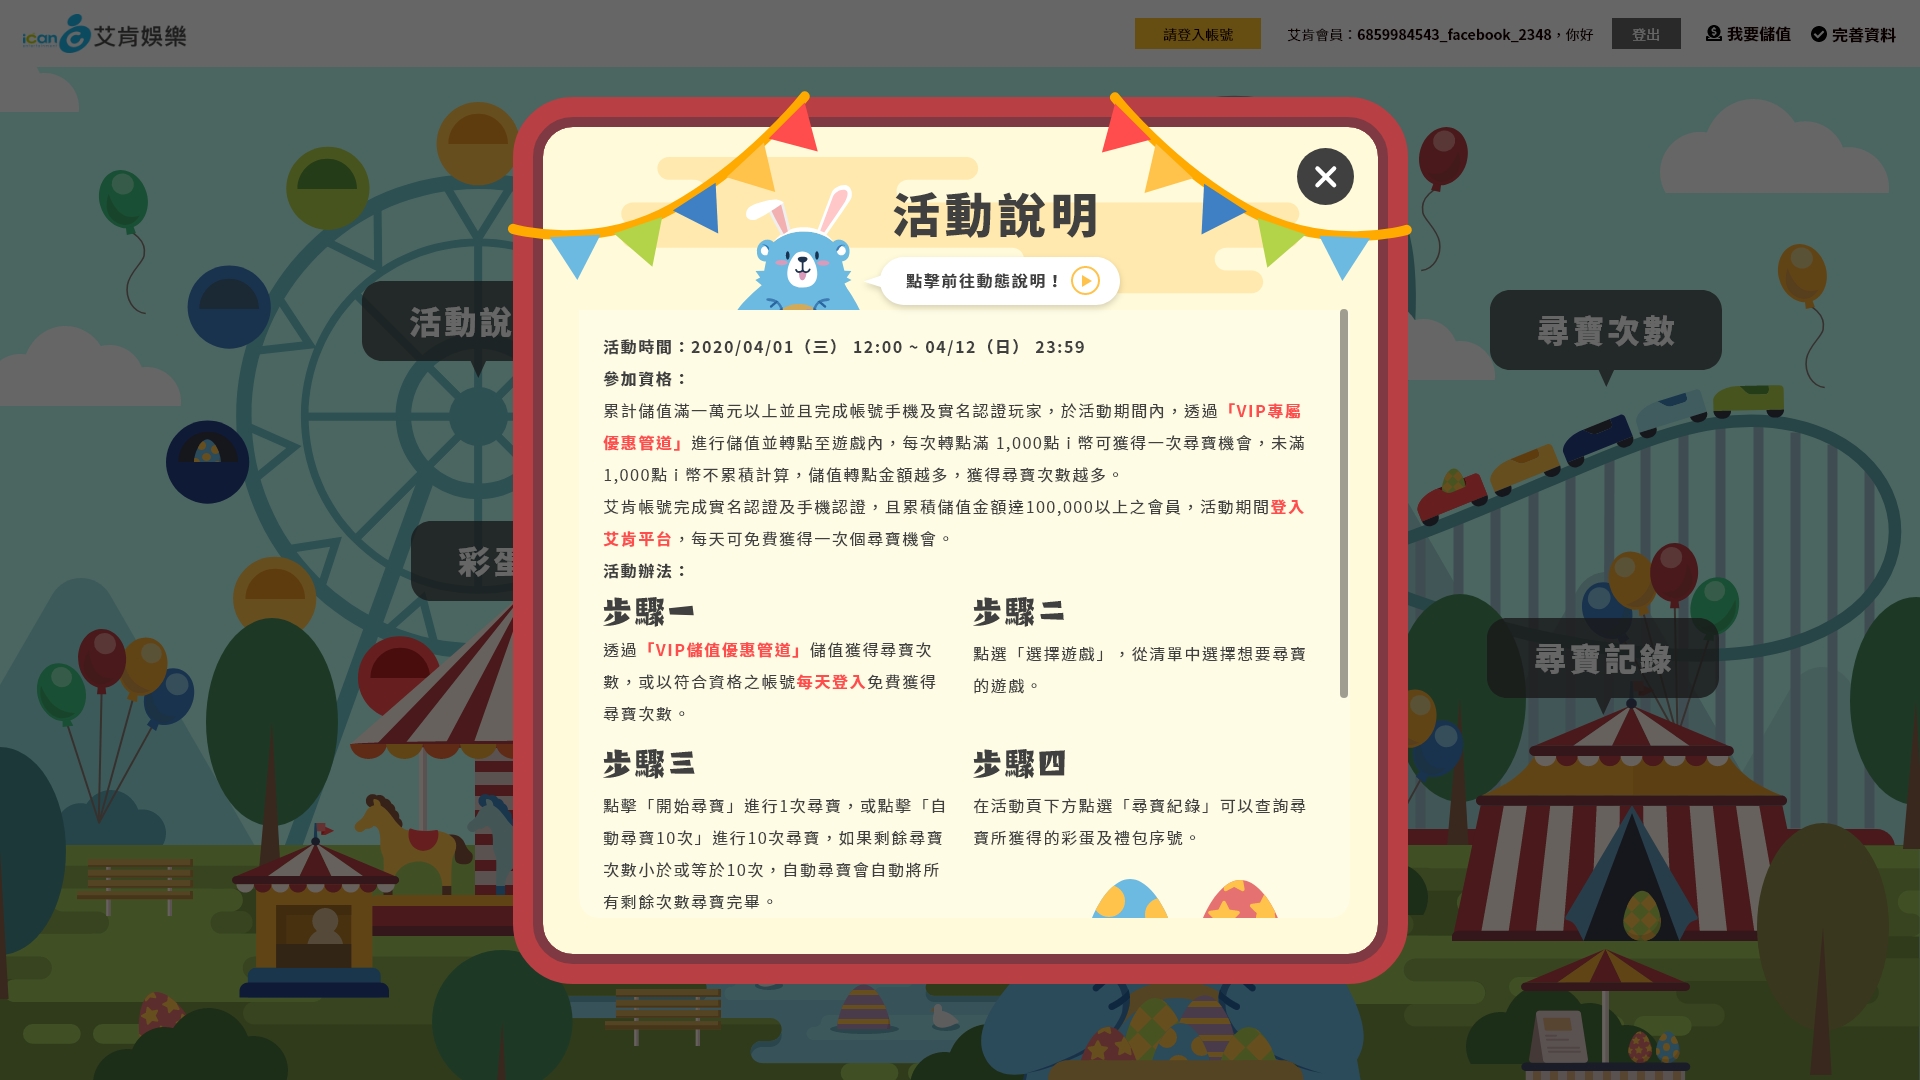 ican 艾肯娛樂
請登入帳號
艾肯會員：6859984543_facebook_2348，你好
登出
我要儲值
完善資料
活動說明
點擊前往動態說明！
活動說
尋寶次數
彩蛋
尋寶記錄
活動時間：2020/04/01（三） 12:00 ~ 04/12（日） 23:59
參加資格：
累計儲值滿一萬元以上並且完成帳號手機及實名認證玩家，於活動期間內，透過「VIP專屬
優惠管道」進行儲值並轉點至遊戲內，每次轉點滿 1,000點 i 幣可獲得一次尋寶機會，未滿
1,000點 i 幣不累積計算，儲值轉點金額越多，獲得尋寶次數越多。
艾肯帳號完成實名認證及手機認證，且累積儲值金額達100,000以上之會員，活動期間登入
艾肯平台，每天可免費獲得一次個尋寶機會。
活動辦法：
步驟一
透過「VIP儲值優惠管道」儲值獲得尋寶次
數，或以符合資格之帳號每天登入免費獲得
尋寶次數。
步驟二
點選「選擇遊戲」，從清單中選擇想要尋寶
的遊戲。
步驟三
點擊「開始尋寶」進行1次尋寶，或點擊「自
動尋寶10次」進行10次尋寶，如果剩餘尋寶
次數小於或等於10次，自動尋寶會自動將所
有剩餘次數尋寶完畢。
步驟四
在活動頁下方點選「尋寶紀錄」可以查詢尋
寶所獲得的彩蛋及禮包序號。